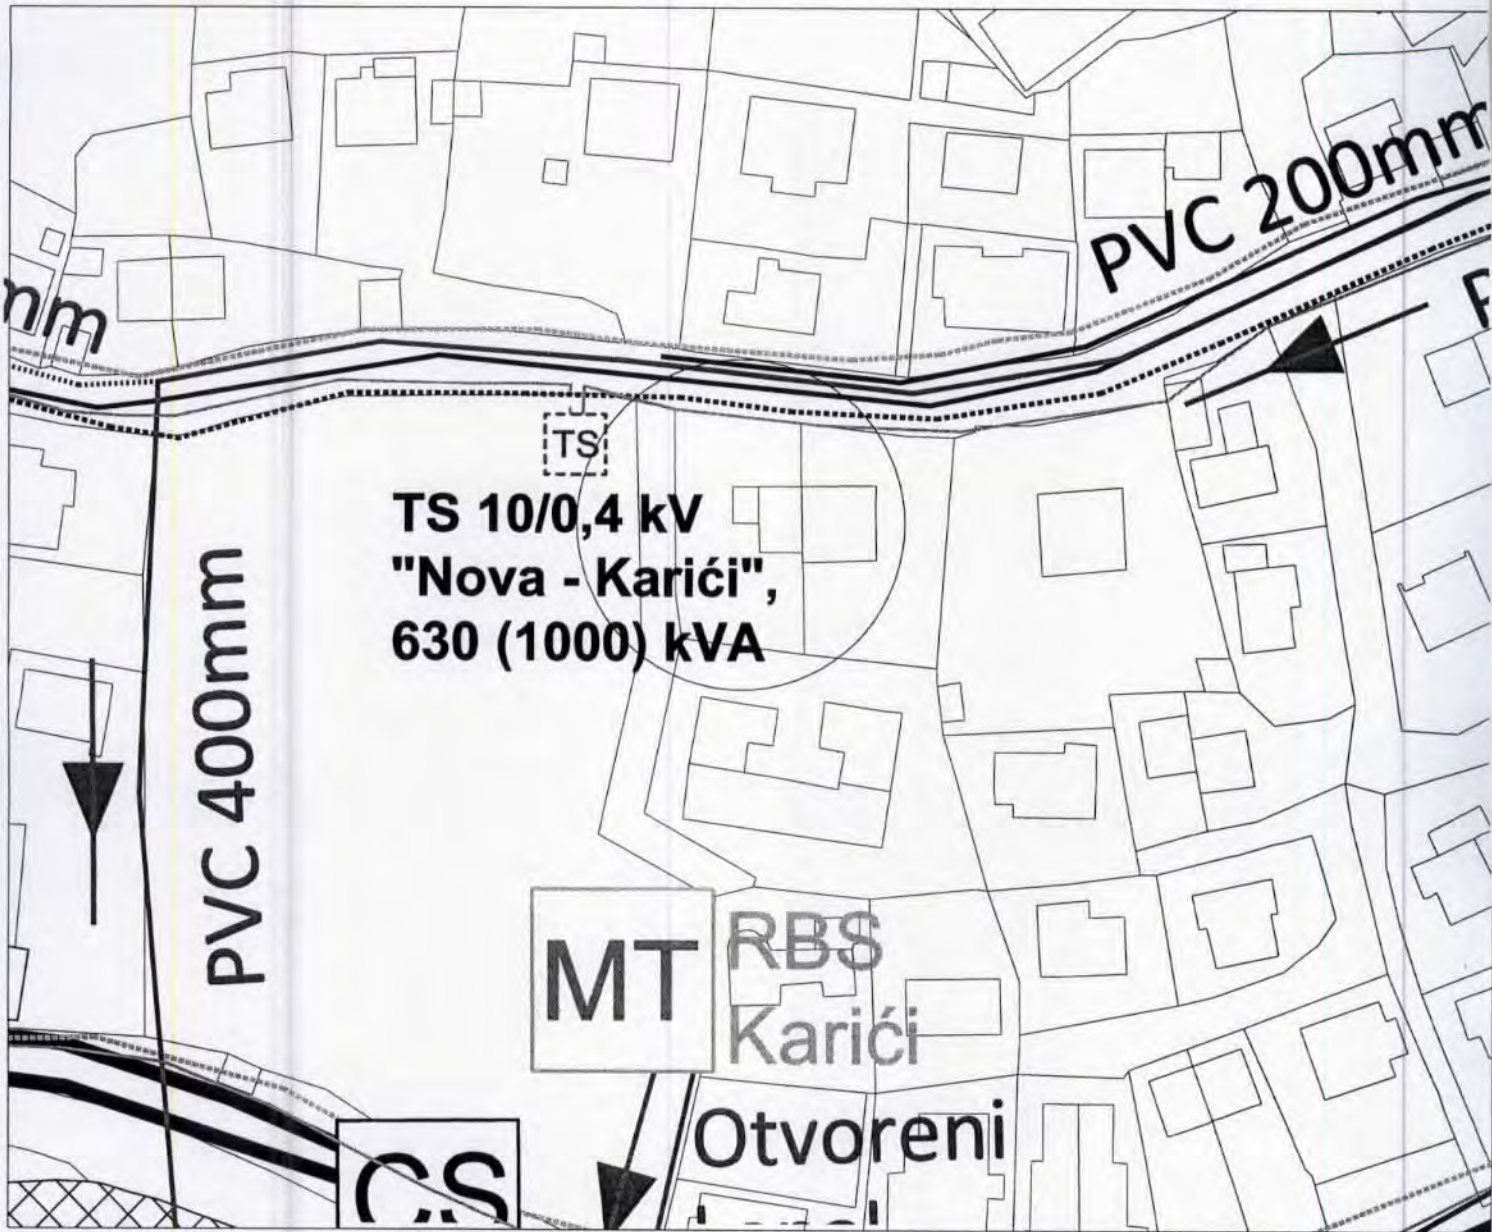 PVC 200mm
mm
TS
TS 10/0,4 kV
"Nova - Karići",
630 (1000) kVA
PVC 400mm
MT
RBS
Karići
Otvoreni
CS